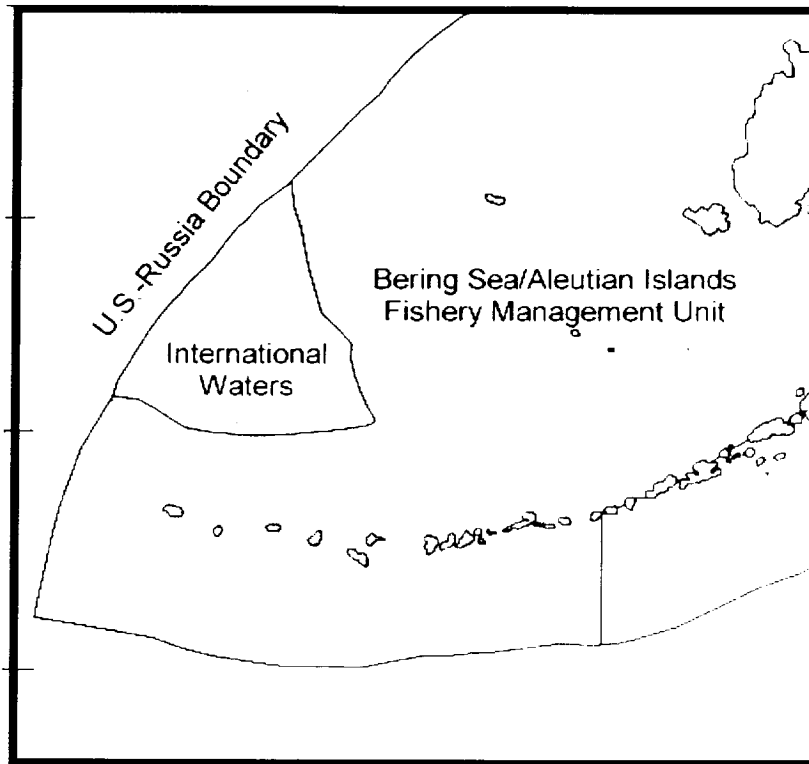 U.S.-Russia Boundary
Bering Sea/Aleutian Islands
Fishery Management Unit
International
Waters